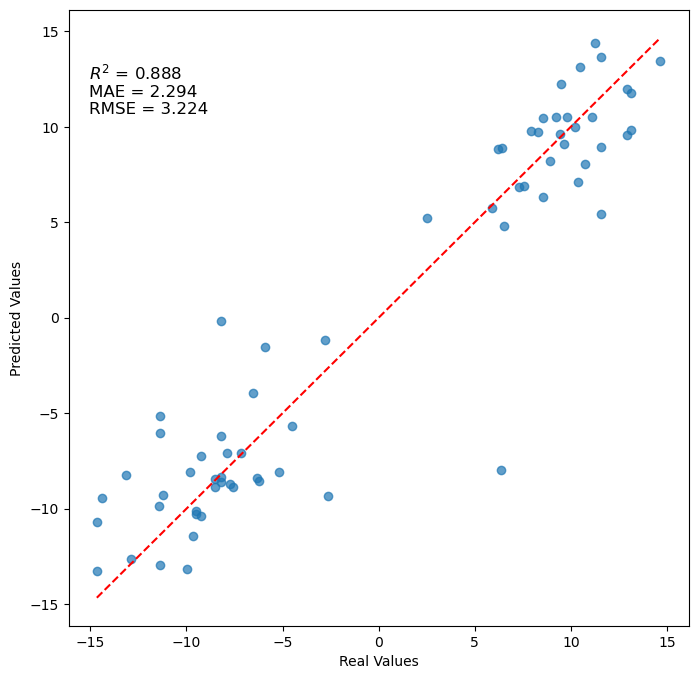 R² = 0.888
MAE = 2.294
RMSE = 3.224
15
10
5
0
−5
−10
−15
Predicted Values
−15 −10 −5 0 5 10 15
Real Values